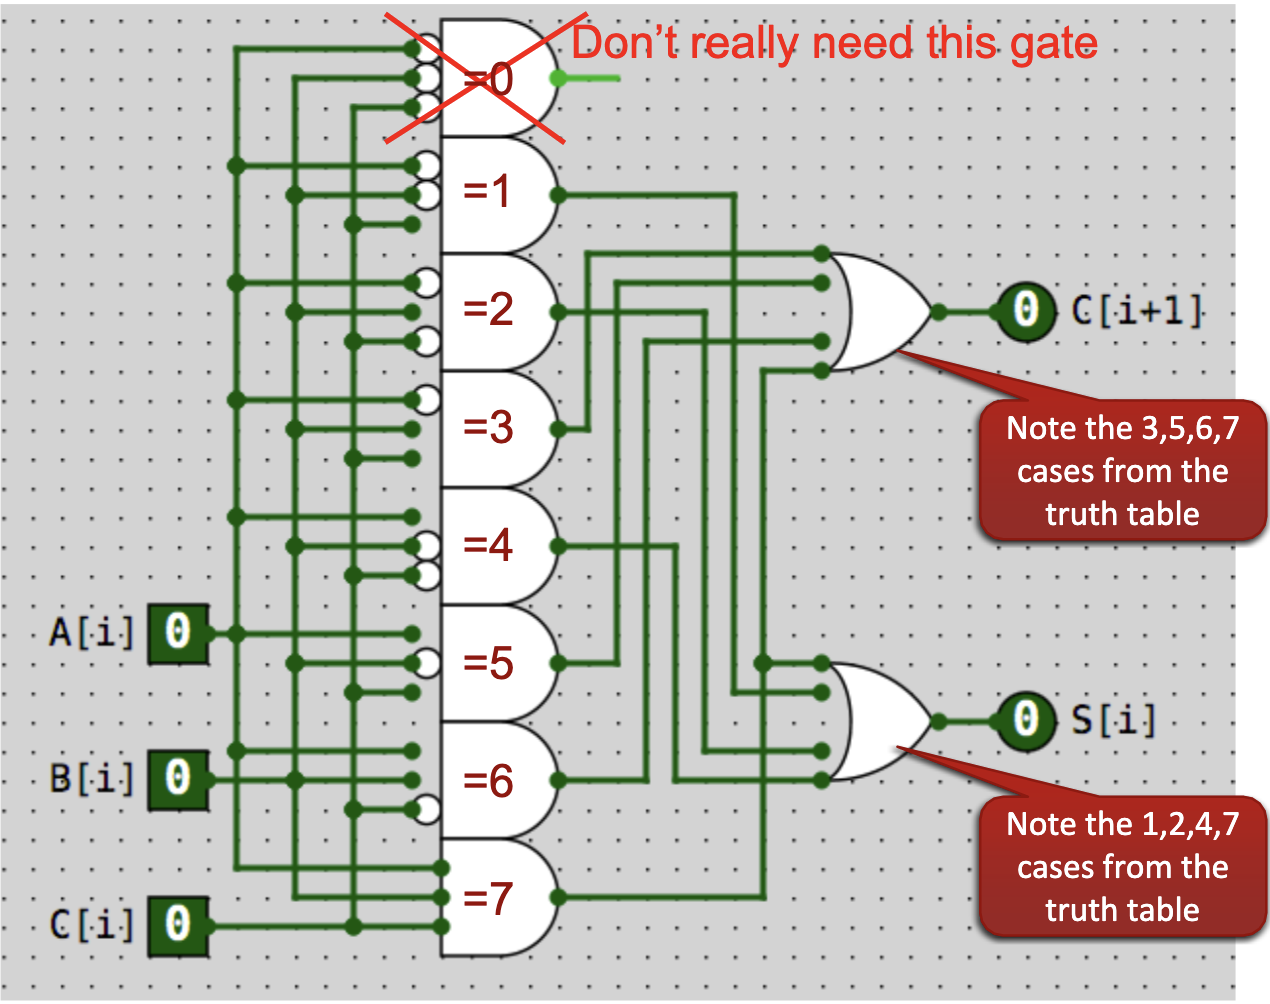 Don't really need this gate
=0
=1
=2
=3
=4
=5
=6
=7
A[i] 0
B[i] 0
C[i] 0
0 C[i+1]
Note the 3,5,6,7
cases from the
truth table
0 S[i]
Note the 1,2,4,7
cases from the
truth table